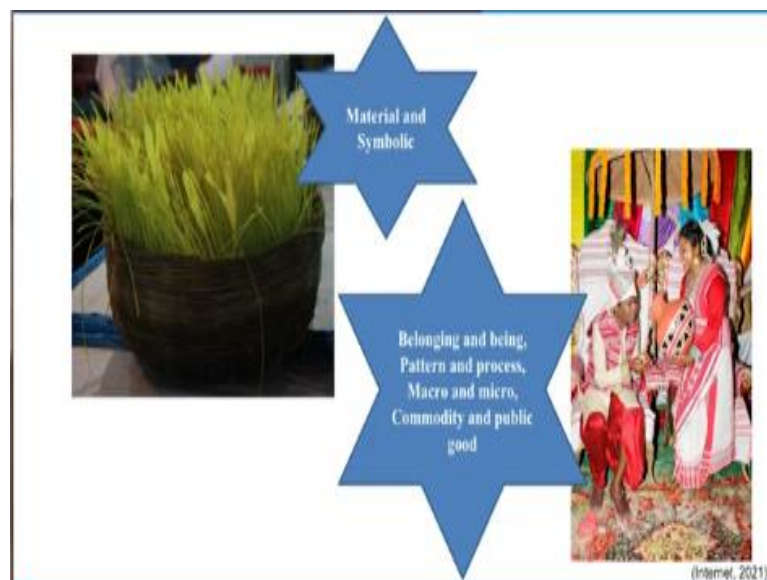 Material and
Symbolic
Belonging and being,
Pattern and process,
Macro and micro,
Commodity and public
good
(Internet, 2021)